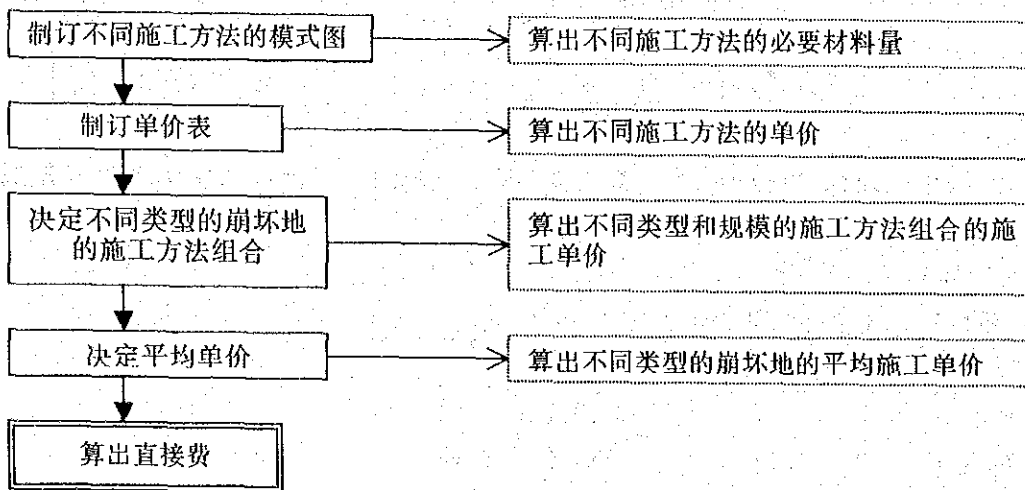 制订不同施工方法的模式图
算出不同施工方法的必要材料量
制订单价表
算出不同施工方法的单价
决定不同类型的崩坏地
的施工方法组合
算出不同类型和规模的施工方法组合的施
工单价
决定平均单价
算出不同类型的崩坏地的平均施工单价
算出直接费